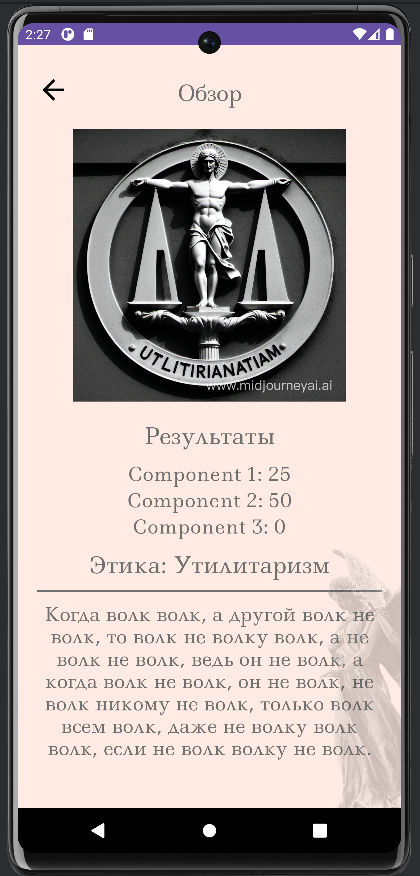 2:27
Обзор
UTLITIRIANATIAM
www.midjourneyai.ai
Результаты
Component 1: 25
Component 2: 50
Component 3: 0
Этика: Утилитаризм
Когда волк волк, а другой волк не
волк, то волк не волку волк, а не
волк не волк, ведь он не волк, а
когда волк не волк, он не волк, не
волк никому не волк, только волк
всем волк, даже не волку волк
волк, если не волк волку не волк.